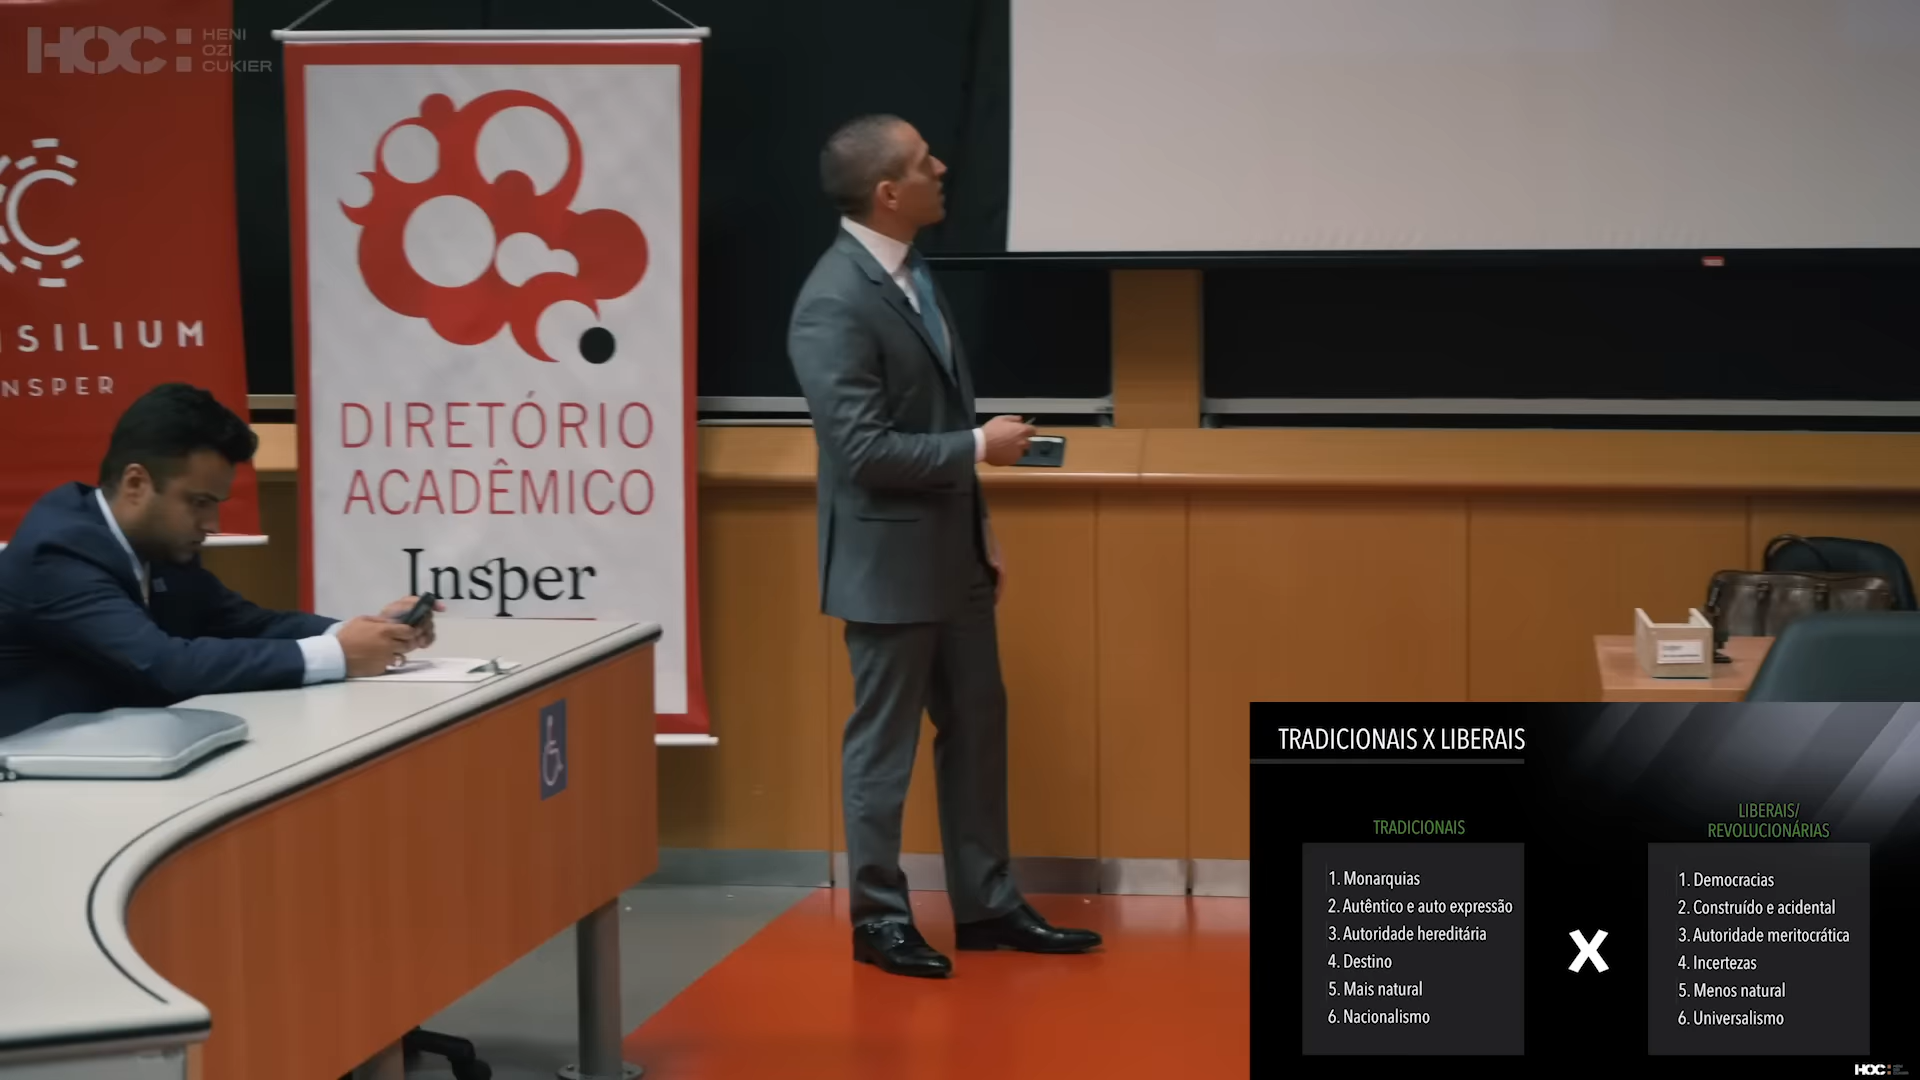 HOC:
HENI
OZI
CUKIER
DIRETÓRIO
ACADÊMICO
Insper
NSILIUM
NSPER
TRADICIONAIS X LIBERAIS
TRADICIONAIS
1. Monarquias
2. Autêntico e auto expressão
3. Autoridade hereditária
4. Destino
5. Mais natural
6. Nacionalismo
X
LIBERAIS/
REVOLUCIONÁRIAS
1. Democracias
2. Construído e acidental
3. Autoridade meritocrática
4. Incertezas
5. Menos natural
6. Universalismo
HOC: